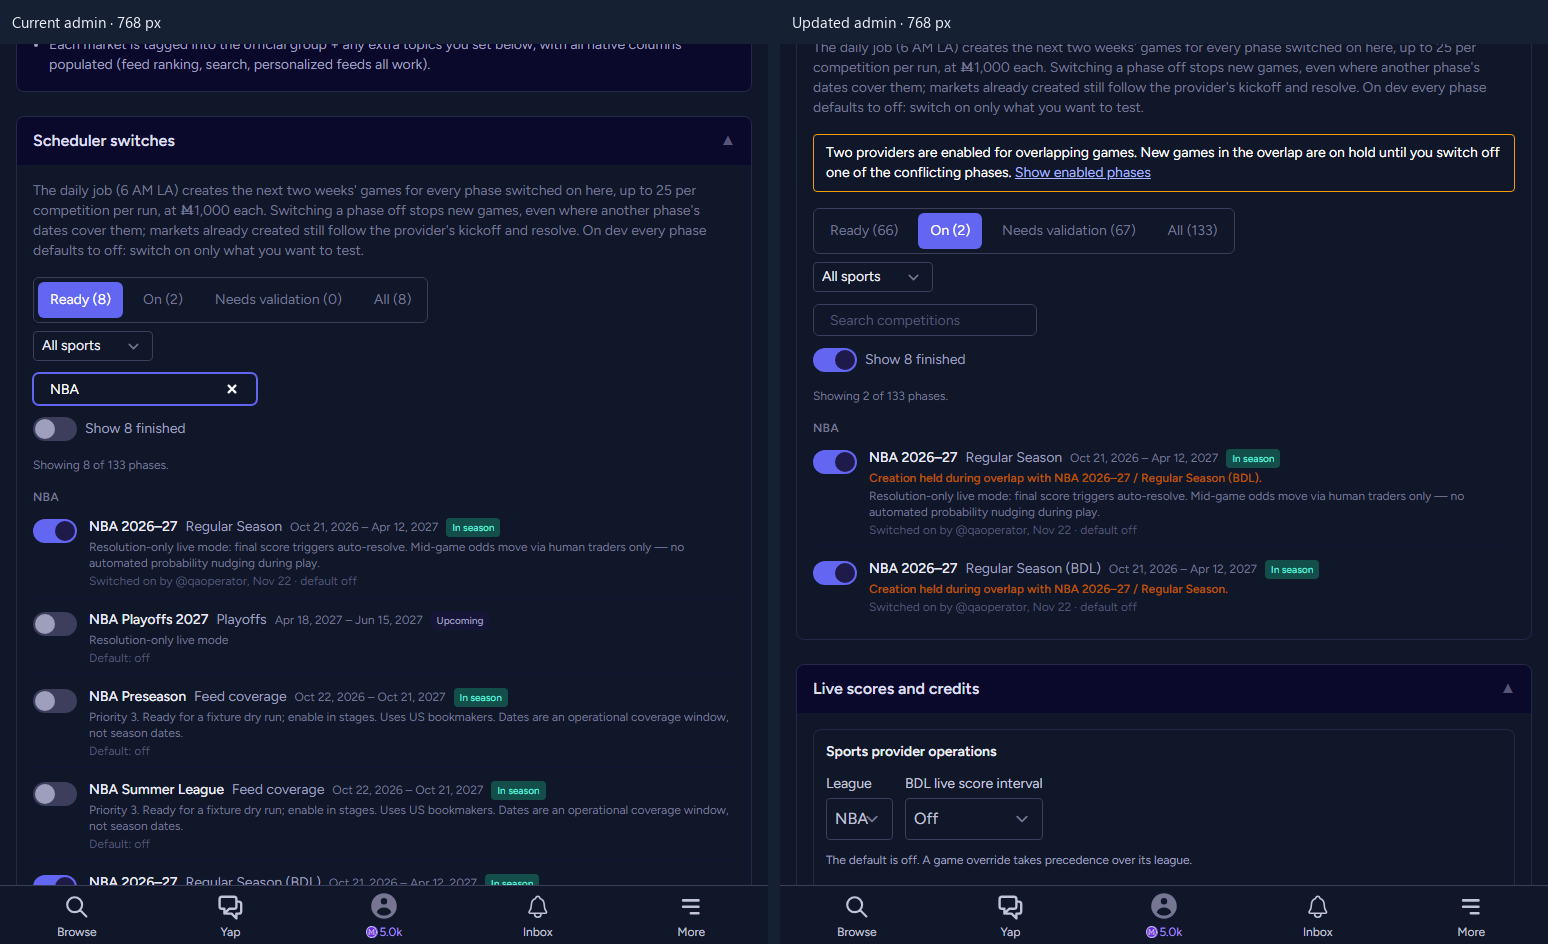 Current admin · 768 px
• Each market is tagged into the official group + any extra topics you set below, with all native columns
populated (feed ranking, search, personalized feeds all work).
Scheduler switches
The daily job (6 AM LA) creates the next two weeks' games for every phase switched on here, up to 25 per
competition per run, at Ṁ1,000 each. Switching a phase off stops new games, even where another phase's
dates cover them; markets already created still follow the provider's kickoff and resolve. On dev every phase
defaults to off: switch on only what you want to test.
Ready (8) On (2) Needs validation (0) All (8)
All sports
NBA
Show 8 finished
Showing 8 of 133 phases.
NBA
NBA 2026–27 Regular Season Oct 21, 2026 – Apr 12, 2027 In season
Resolution-only live mode: final score triggers auto-resolve. Mid-game odds move via human traders only — no
automated probability nudging during play.
Switched on by @qaoperator, Nov 22 · default off
NBA Playoffs 2027 Playoffs Apr 18, 2027 – Jun 15, 2027 Upcoming
Resolution-only live mode
Default: off
NBA Preseason Feed coverage Oct 22, 2026 – Oct 21, 2027 In season
Priority 3. Ready for a fixture dry run; enable in stages. Uses US bookmakers. Dates are an operational coverage window,
not season dates.
Default: off
NBA Summer League Feed coverage Oct 22, 2026 – Oct 21, 2027 In season
Priority 3. Ready for a fixture dry run; enable in stages. Uses US bookmakers. Dates are an operational coverage window,
not season dates.
Default: off
NBA 2026–27 Regular Season (BDL) Oct 21, 2026 – Apr 12, 2027 In season
Browse Yap 5.0k Inbox More
Updated admin · 768 px
The daily job (6 AM LA) creates the next two weeks' games for every phase switched on here, up to 25 per
competition per run, at Ṁ1,000 each. Switching a phase off stops new games, even where another phase's
dates cover them; markets already created still follow the provider's kickoff and resolve. On dev every phase
defaults to off: switch on only what you want to test.
Two providers are enabled for overlapping games. New games in the overlap are on hold until you switch off
one of the conflicting phases. Show enabled phases
Ready (66) On (2) Needs validation (67) All (133)
All sports
Search competitions
Show 8 finished
Showing 2 of 133 phases.
NBA
NBA 2026–27 Regular Season Oct 21, 2026 – Apr 12, 2027 In season
Creation held during overlap with NBA 2026–27 / Regular Season (BDL).
Resolution-only live mode: final score triggers auto-resolve. Mid-game odds move via human traders only — no
automated probability nudging during play.
Switched on by @qaoperator, Nov 22 · default off
NBA 2026–27 Regular Season (BDL) Oct 21, 2026 – Apr 12, 2027 In season
Creation held during overlap with NBA 2026–27 / Regular Season.
Switched on by @qaoperator, Nov 22 · default off
Live scores and credits
Sports provider operations
League BDL live score interval
NBA Off
The default is off. A game override takes precedence over its league.
Browse Yap 5.0k Inbox More